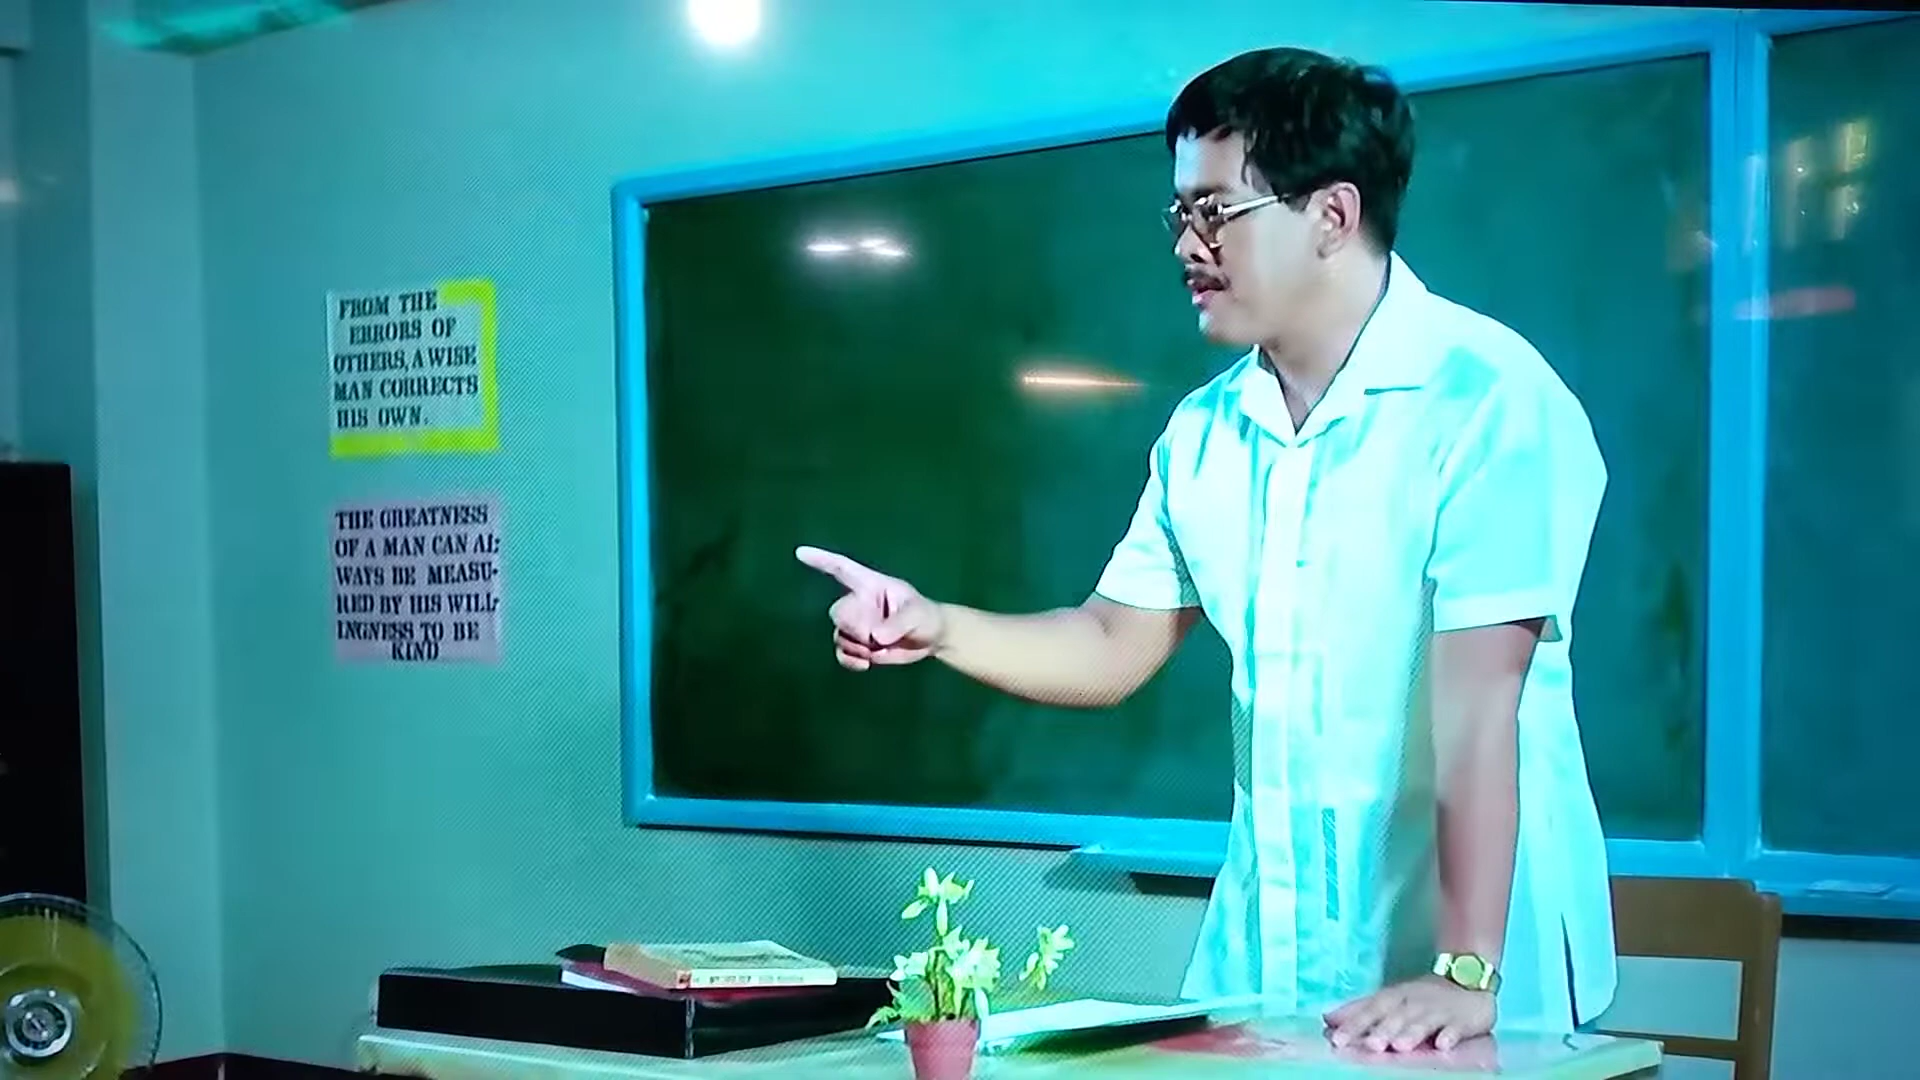 FROM THE
ERRORS OF
OTHERS, A WISE
MAN CORRECTS
HIS OWN.
THE GREATNESS
OF A MAN CAN AL-
WAYS BE MEASU-
RED BY HIS WILL-
INGNESS TO BE
KIND